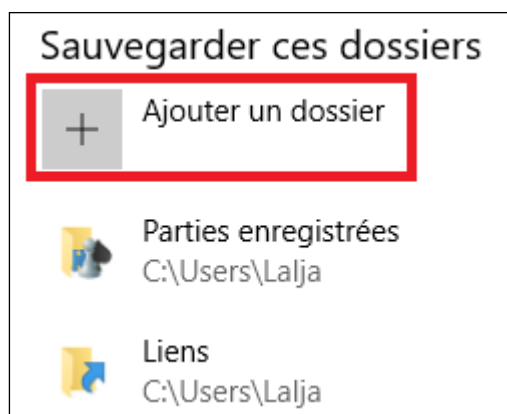 Sauvegarder ces dossiers
Ajouter un dossier
Parties enregistrées
C:\Users\Lalja
Liens
C:\Users\Lalja